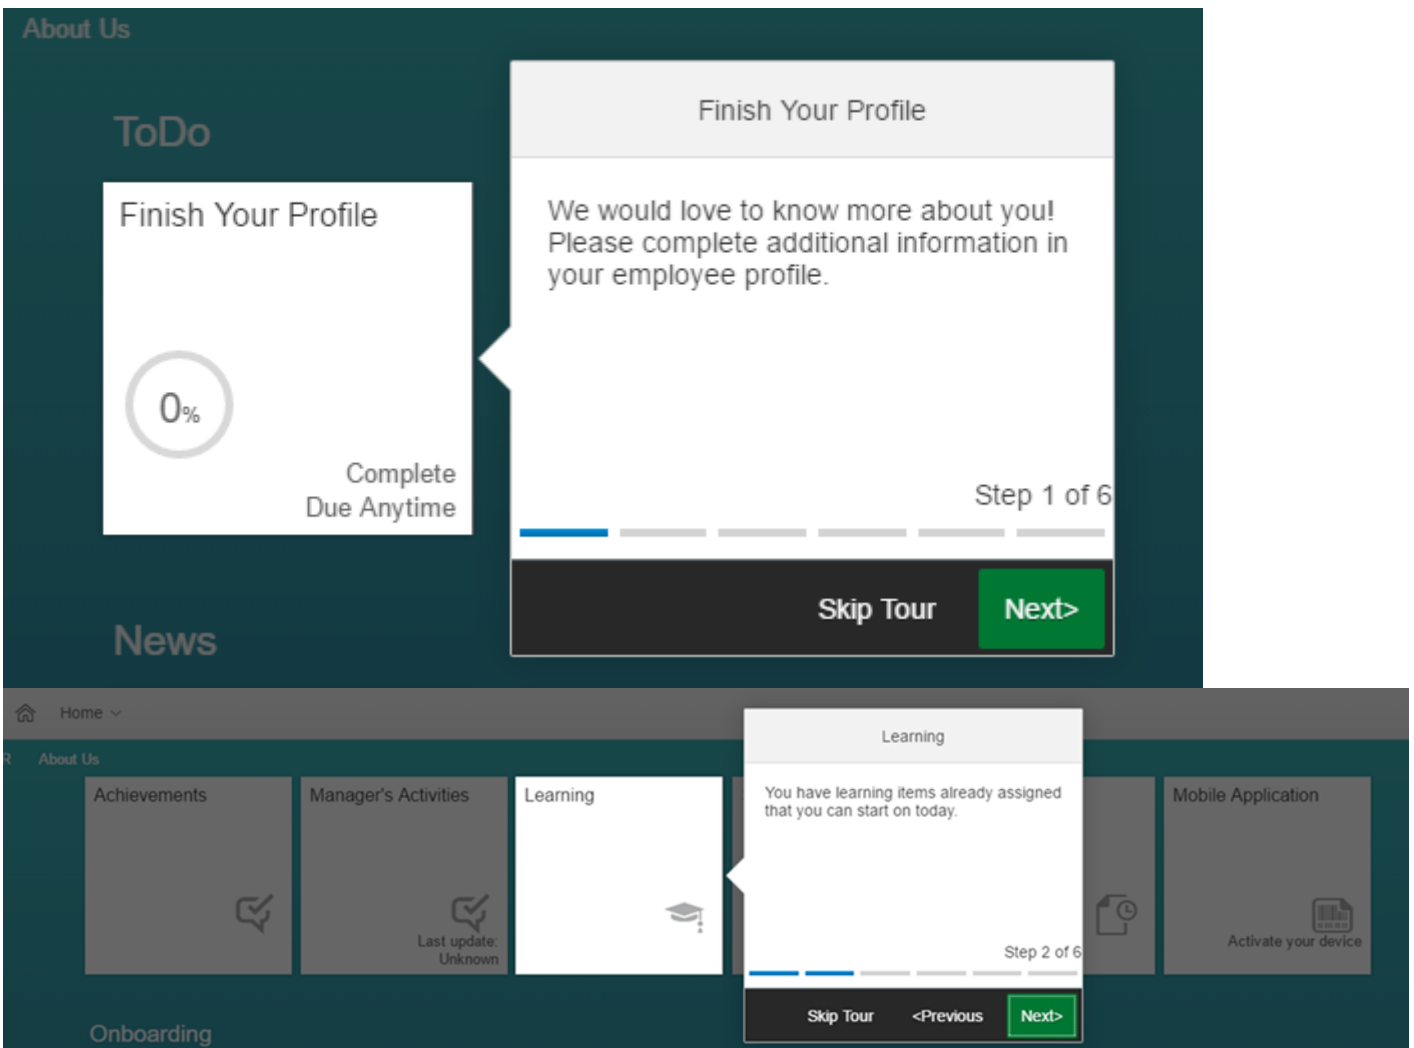 About Us
ToDo
Finish Your Profile
0%
Complete
Due Anytime
News
Finish Your Profile
We would love to know more about you!
Please complete additional information in
your employee profile.
Step 1 of 6
Skip Tour Next>
Home
R About Us
Achievements
Manager's Activities
Last update:
Unknown
Learning
Learning
You have learning items already assigned
that you can start on today.
Step 2 of 6
Skip Tour <Previous Next>
Mobile Application
Activate your device
Onboarding